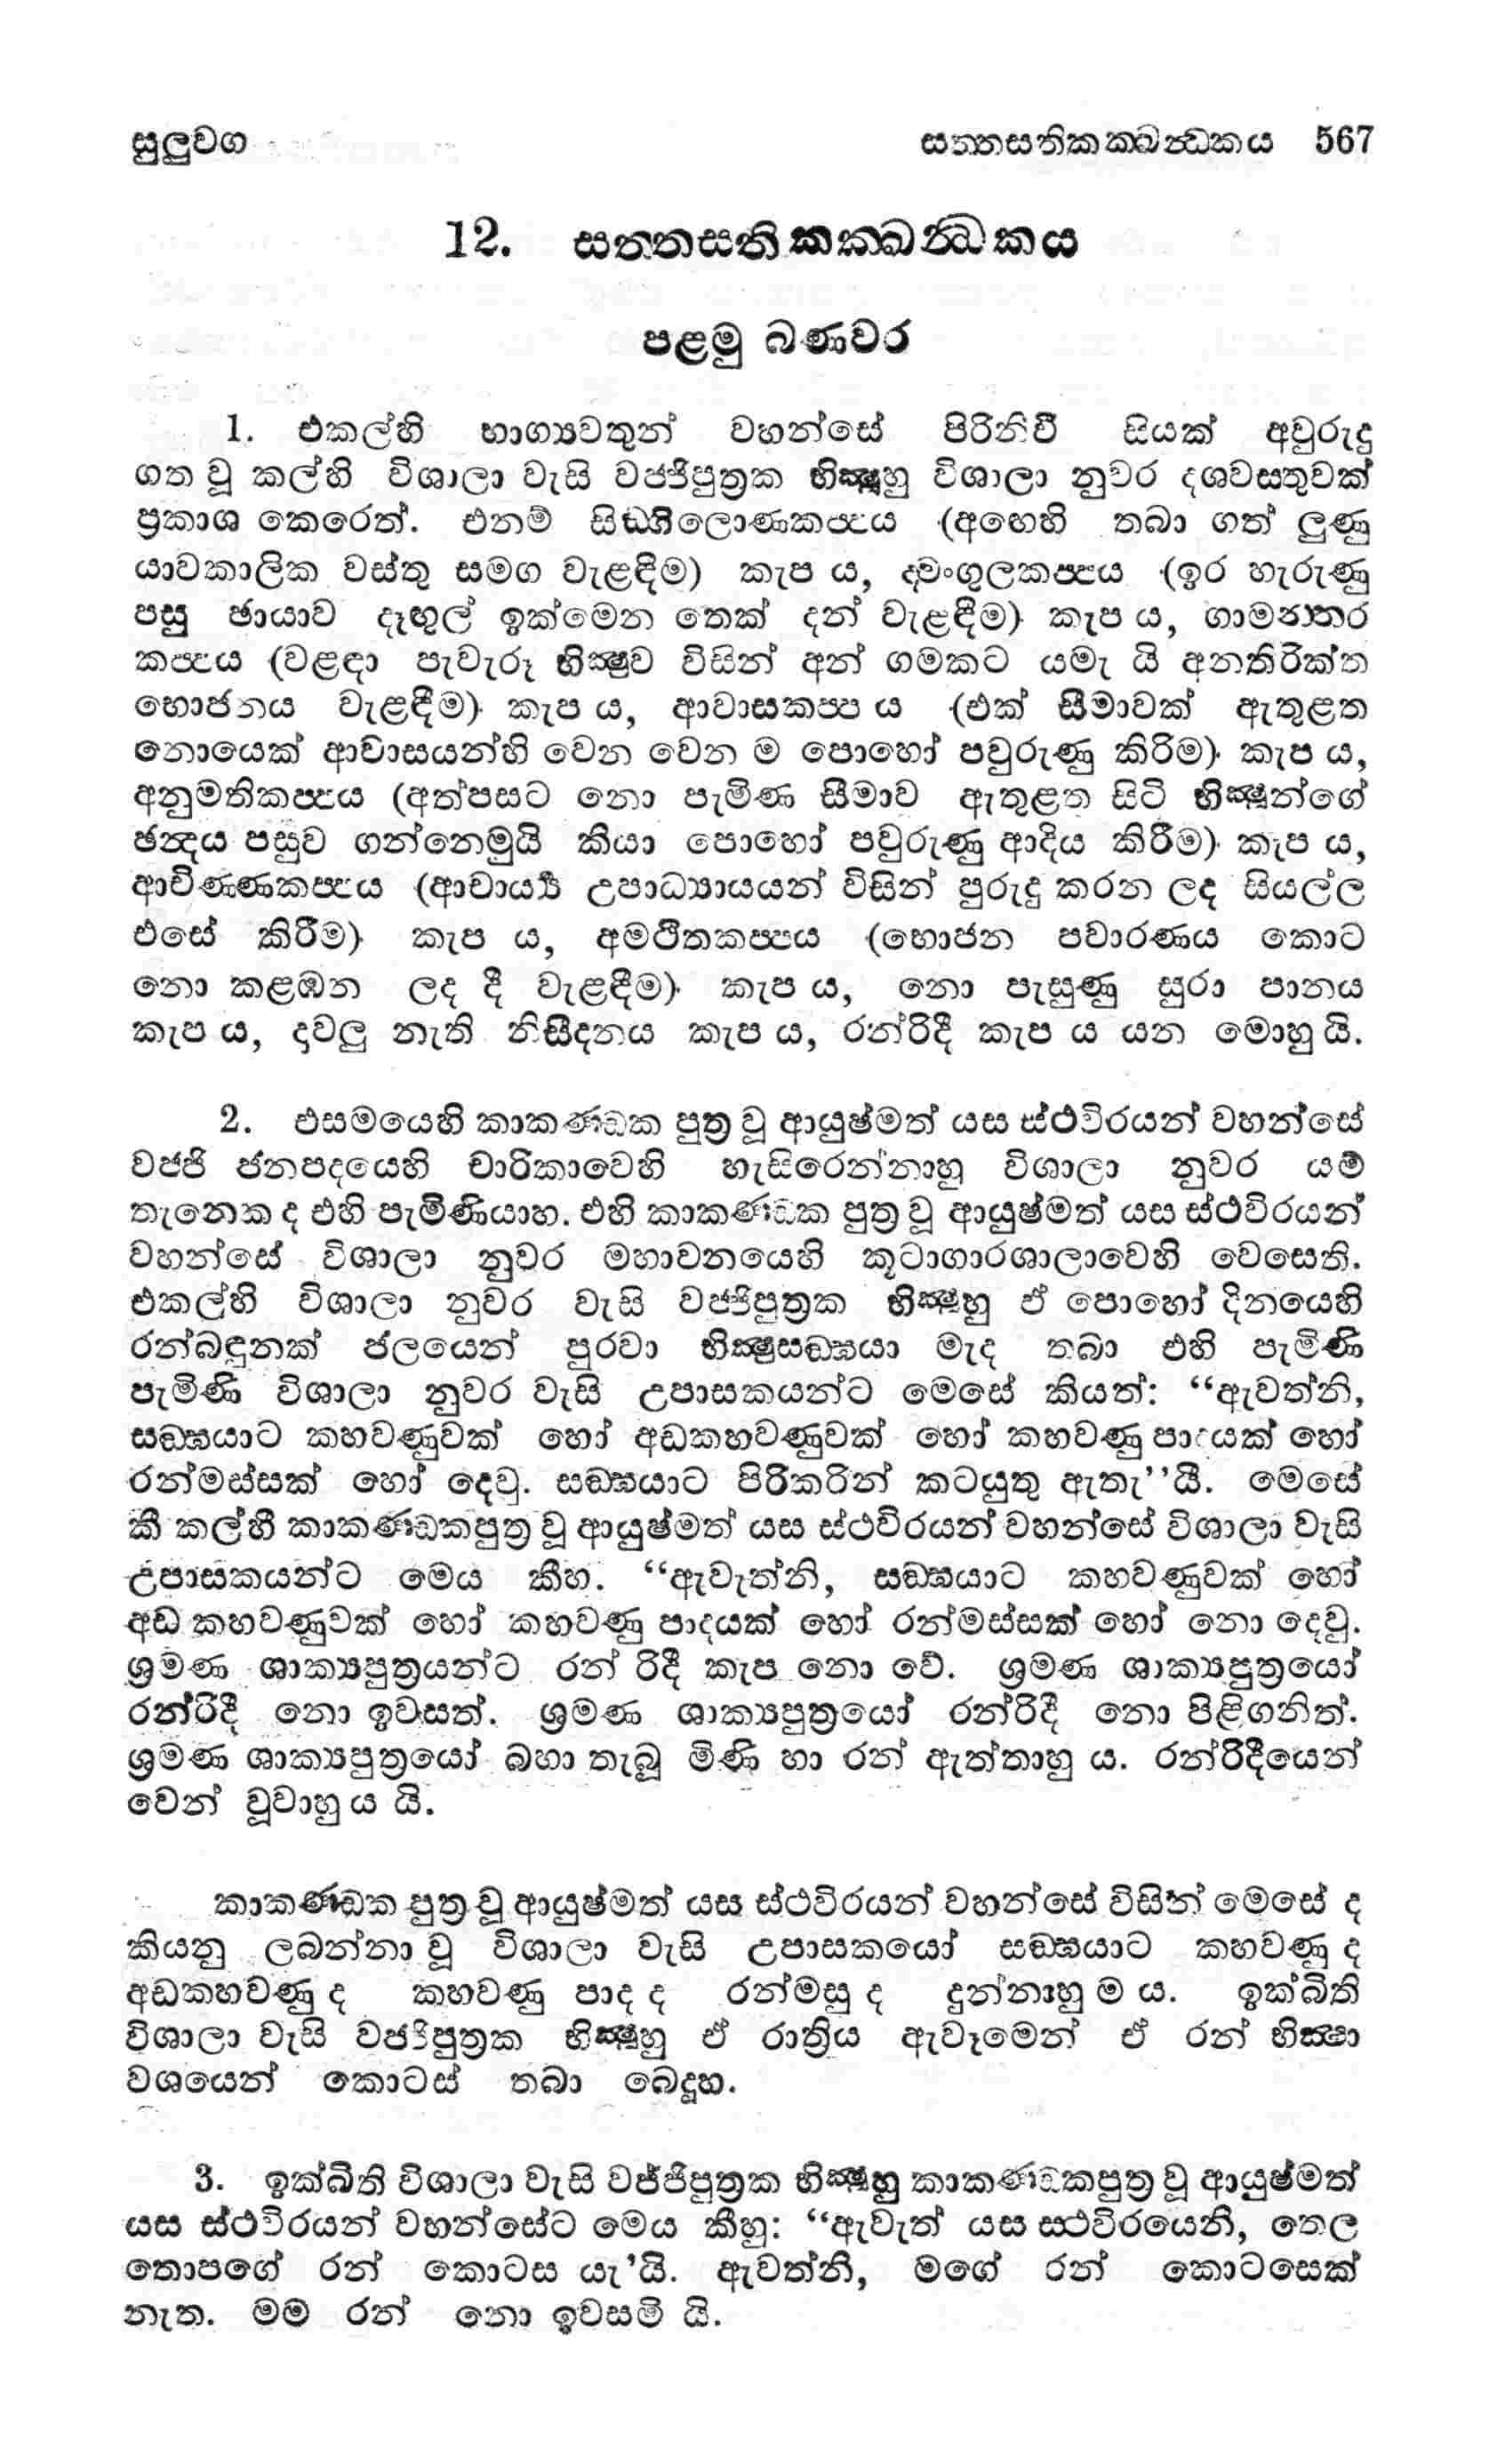 සුලුවග සත්තසතිකක්ඛන්ධකය 567
12. සත්තසතිකක්ඛන්ධකය
පළමු බණවර
1. එකල්හි භාග්‍යවතුන් වහන්සේ පිරිනිවී සියක් අවුරුදු
ගත වූ කල්හි විශාලා වැසි වජ්ජිපුත්‍රක භික්ෂූහු විශාලා නුවර දශවස්තුවක්
ප්‍රකාශ කෙරෙත්. එනම් සිඞ්ගිලොණකප්පය (අඟෙහි තබා ගත් ලුණු
යාවකාලික වස්තු සමග වැළඳිම) කැප ය, ද්වංගුලකප්පය (ඉර හැරුණු
පසු ඡායාව දෑඟුල් ඉක්මෙන තෙක් දන් වැළඳීම) කැප ය, ගාමන්තර
කප්පය (වළඳා පැවැරූ භික්ෂුව විසින් අන් ගමකට යමැ යි අනතිරික්ත
භොජනය වැළඳීම) කැප ය, ආවාසකප්ප ය (එක් සීමාවක් ඇතුළත
නොයෙක් ආවාසයන්හි වෙන වෙන ම පොහෝ පවුරුණු කිරිම) කැප ය,
අනුමතිකප්පය (අත්පසට නො පැමිණ සීමාව ඇතුළත සිටි භික්ෂූන්ගේ
ඡන්දය පසුව ගන්නෙමුයි කියා පොහෝ පවුරුණු ආදිය කිරීම) කැප ය,
ආචිණ්ණකප්පය (ආචාර්‍ය්‍ය උපාධ්‍යායයන් විසින් පුරුදු කරන ලද සියල්ල
එසේ කිරීම) කැප ය, අමථිතකප්පය (භොජන පවාරණය කොට
නො කළඹන ලද දී වැළඳීම) කැප ය, නො පැසුණු සුරා පානය
කැප ය, දාවලු නැති නිසීදනය කැප ය, රන්රිදී කැප ය යන මොහු යි.
2. එසමයෙහි කාකණ්ඩක පුත්‍ර වූ ආයුෂ්මත් යස ස්ථවිරයන් වහන්සේ
වජ්ජි ජනපදයෙහි චාරිකාවෙහි හැසිරෙන්නාහු විශාලා නුවර යම්
තැනෙක ද එහි පැමිණියාහ. එහි කාකණ්ඩක පුත්‍ර වූ ආයුෂ්මත් යස ස්ථවිරයන්
වහන්සේ විශාලා නුවර මහාවනයෙහි කූටාගාරශාලාවෙහි වෙසෙති.
එකල්හි විශාලා නුවර වැසි වජ්ජිපුත්‍රක භික්ෂූහු ඒ පොහෝ දිනයෙහි
රන්බඳුනක් ජලයෙන් පුරවා භික්ෂුසඞ්ඝයා මැද තබා එහි පැමිණි
පැමිණි විශාලා නුවර වැසි උපාසකයන්ට මෙසේ කියත්: “ඇවත්නි,
සඞ්ඝයාට කහවණුවක් හෝ අඩකහවණුවක් හෝ කහවණු පාදයක් හෝ
රන්මස්සක් හෝ දෙවු. සඞ්ඝයාට පිරිකරින් කටයුතු ඇතැ’’යී. මෙසේ
කී කල්හී කාකණ්ඩකපුත්‍ර වූ ආයුෂ්මත් යස ස්ථවිරයන් වහන්සේ විශාලා වැසි
උපාසකයන්ට මෙය කීහ. “ඇවැත්නි, සඞ්ඝයාට කහවණුවක් හෝ
අඩ කහවණුවක් හෝ කහවණු පාදයක් හෝ රන්මස්සක් හෝ නො දෙවු.
ශ්‍රමණ ශාක්‍යපුත්‍රයන්ට රන් රිදී කැප නො වේ. ශ්‍රමණ ශාක්‍යපුත්‍රයෝ
රන්රිදී නො ඉවසත්. ශ්‍රමණ ශාක්‍යපුත්‍රයෝ රන්රිදී නො පිළිගනිත්.
ශ්‍රමණ ශාක්‍යපුත්‍රයෝ බහා තැබූ මිණි හා රන් ඇත්තාහු ය. රන්රිදීයෙන්
වෙන් වූවාහු ය යි.
කාකණ්ඩක පුත්‍ර වූ ආයුෂ්මත් යස ස්ථවිරයන් වහන්සේ විසින් මෙසේ ද
කියනු ලබන්නා වූ විශාලා වැසි උපාසකයෝ සඞ්ඝයාට කහවණු ද
අඩකහවණු ද කහවණු පාද ද රන්මසු ද දුන්නාහු ම ය. ඉක්බිති
විශාලා වැසි වජ්ජිපුත්‍රක භික්ෂූහු ඒ රාත්‍රිය ඇවෑමෙන් ඒ රන් භික්ෂා
වශයෙන් කොටස් තබා බෙදූහ.
3. ඉක්බිති විශාලා වැසි වජ්ජිපුත්‍රක භික්ෂූහු කාකණ්ඩකපුත්‍ර වූ ආයුෂ්මත්
යස ස්ථවිරයන් වහන්සේට මෙය කීහු: “ඇවැත් යස ස්ථවිරයෙනි, තෙල
තොපගේ රන් කොටස යැ’යි. ඇවත්නි, මගේ රන් කොටසෙක්
නැත. මම රන් නො ඉවසමි යි.